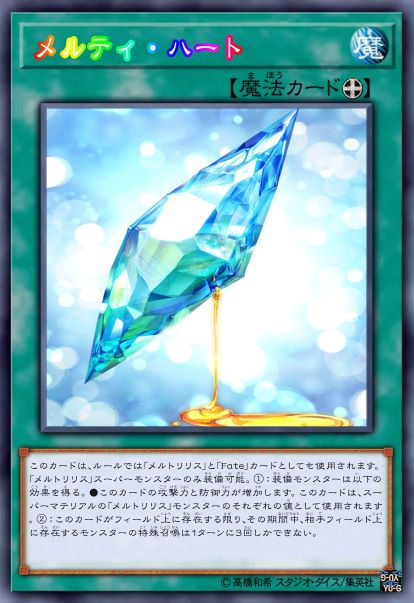 メルティ・ハート
魔
【魔法カード】
このカードは、ルールでは「メルトリリス」と「Fate」カードとしても使用されます。
「メルトリリス」スーパーモンスターのみ装備可能。①:装備モンスターは以下の
効果を得る。●このカードの攻撃力と防御力が増加します。このカードは、スー
パーマテリアルの「メルトリリス」モンスターのそれぞれの値として使用されま
す。②:このカードがフィールド上に存在する限り、その期間中、相手フィールド上
に存在するモンスターの特殊召喚は1ターンに3回しかできない。
©高橋和希 スタジオ・ダイス/集英社
YU-G